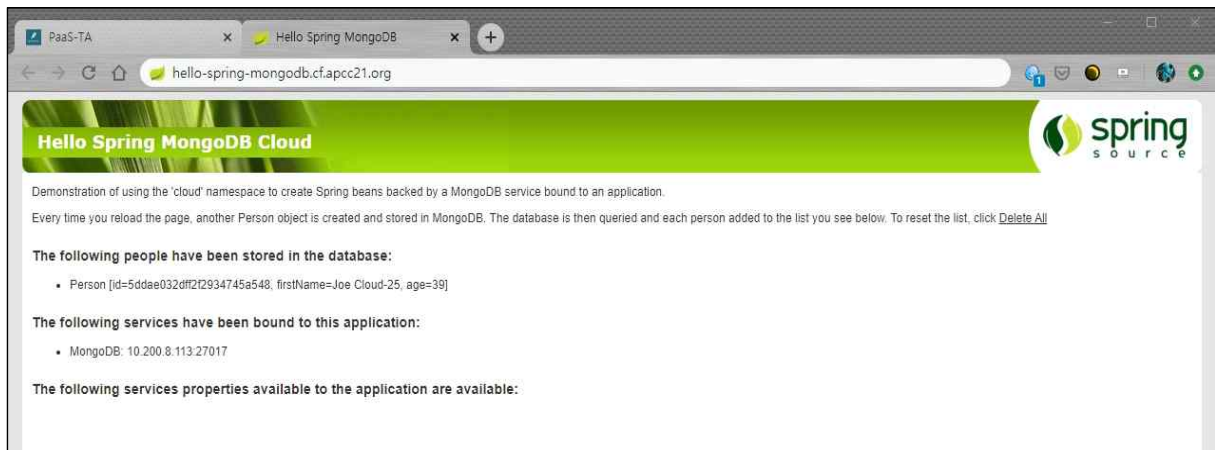 PaaS-TA
Hello Spring MongoDB
hello-spring-mongodb.cf.apcc21.org
1
Hello Spring MongoDB Cloud
spring
source
Demonstration of using the 'cloud' namespace to create Spring beans backed by a MongoDB service bound to an application.
Every time you reload the page, another Person object is created and stored in MongoDB. The database is then queried and each person added to the list you see below. To reset the list, click Delete All
The following people have been stored in the database:
• Person [id=5ddae032dff2f2934745a548, firstName=Joe Cloud-25, age=39]
The following services have been bound to this application:
• MongoDB: 10.200.8.113:27017
The following services properties available to the application are available: